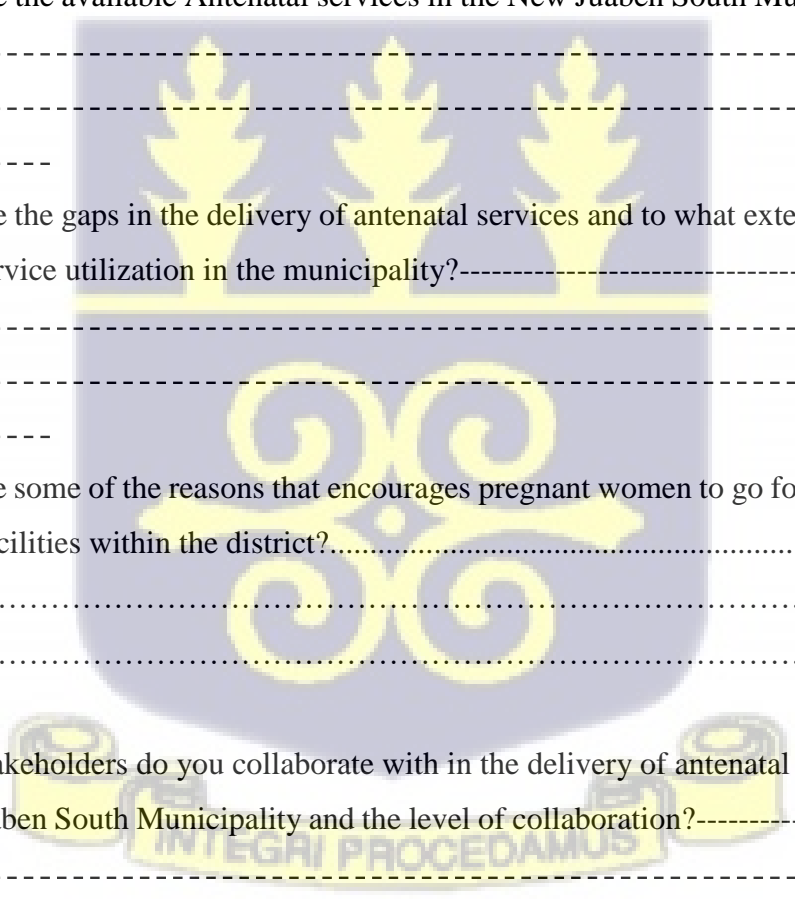 e the available Antenatal services in the New Juaben South Mu
------------------------------------------------
------------------------------------------------
----
e the gaps in the delivery of antenatal services and to what exte
rvice utilization in the municipality?--------------------------------
------------------------------------------------
------------------------------------------------
----
e some of the reasons that encourages pregnant women to go fo
cilities within the district?................................................................
................................................................
................................................................
akeholders do you collaborate with in the delivery of antenatal
ben South Municipality and the level of collaboration?----------
INTEGRI PROCEDAMUS
------------------------------------------------